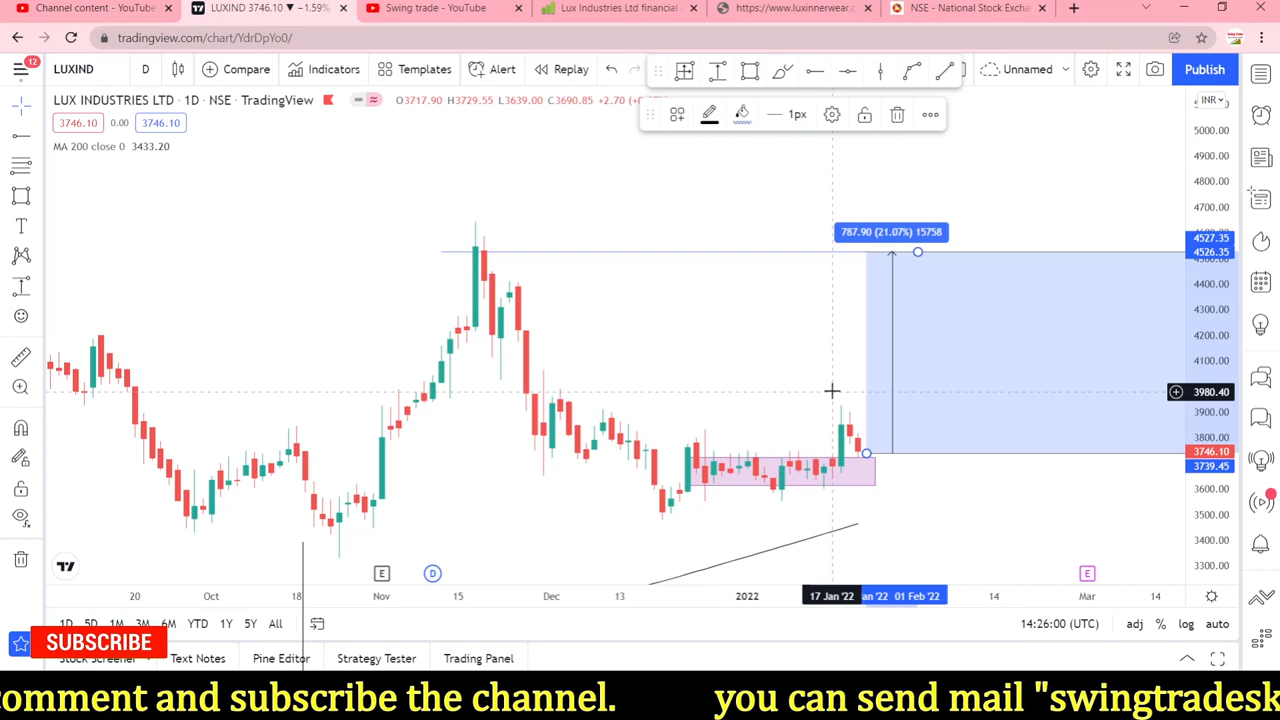 Channel content - YouTube
LUXIND 3746.10 ▼ −1.59%
Swing trade - YouTube
Lux Industries Ltd financial
https://www.luxinnerwear.c
NSE - National Stock Excha
tradingview.com/chart/YdrDpYo0/
12
LUXIND
D
Compare
Indicators
Templates
Alert
Replay
Unnamed
Publish
LUX INDUSTRIES LTD · 1D · NSE · TradingView
O3717.90 H3729.55 L3639.00 C3690.85 +2.70
1px
INR
3746.10
0.00
3746.10
MA 200 close 0 3433.20
5000.00
4900.00
4800.00
4700.00
787.90 (21.07%) 15758
4527.35
4526.35
4400.00
4300.00
4200.00
4100.00
3980.40
3900.00
3800.00
3746.10
3739.45
3600.00
3500.00
3400.00
3300.00
E
D
E
20
Oct
18
Nov
15
Dec
13
2022
17 Jan '22
an '22
01 Feb '22
14
Mar
14
1D
5D
1M
3M
6M
YTD
1Y
5Y
All
14:26:00 (UTC)
adj
%
log
auto
SUBSCRIBE
Stock Screener
Text Notes
Pine Editor
Strategy Tester
Trading Panel
comment and subscribe the channel.
you can send mail "swingtradesk